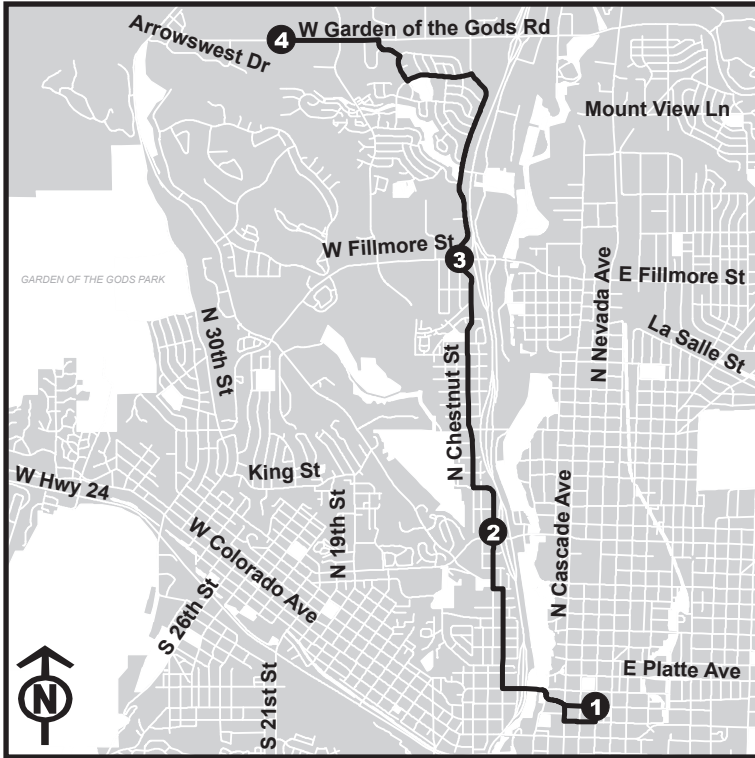 W Garden of the Gods Rd
4
Arrowswest Dr
Mount View Ln
W Fillmore St
3
E Fillmore St
GARDEN OF THE GODS PARK
N Nevada Ave
La Salle St
N 30th St
N Chestnut St
King St
W Hwy 24
N 19th St
2
W Colorado Ave
N Cascade Ave
S 26th St
E Platte Ave
S 21st St
1
N